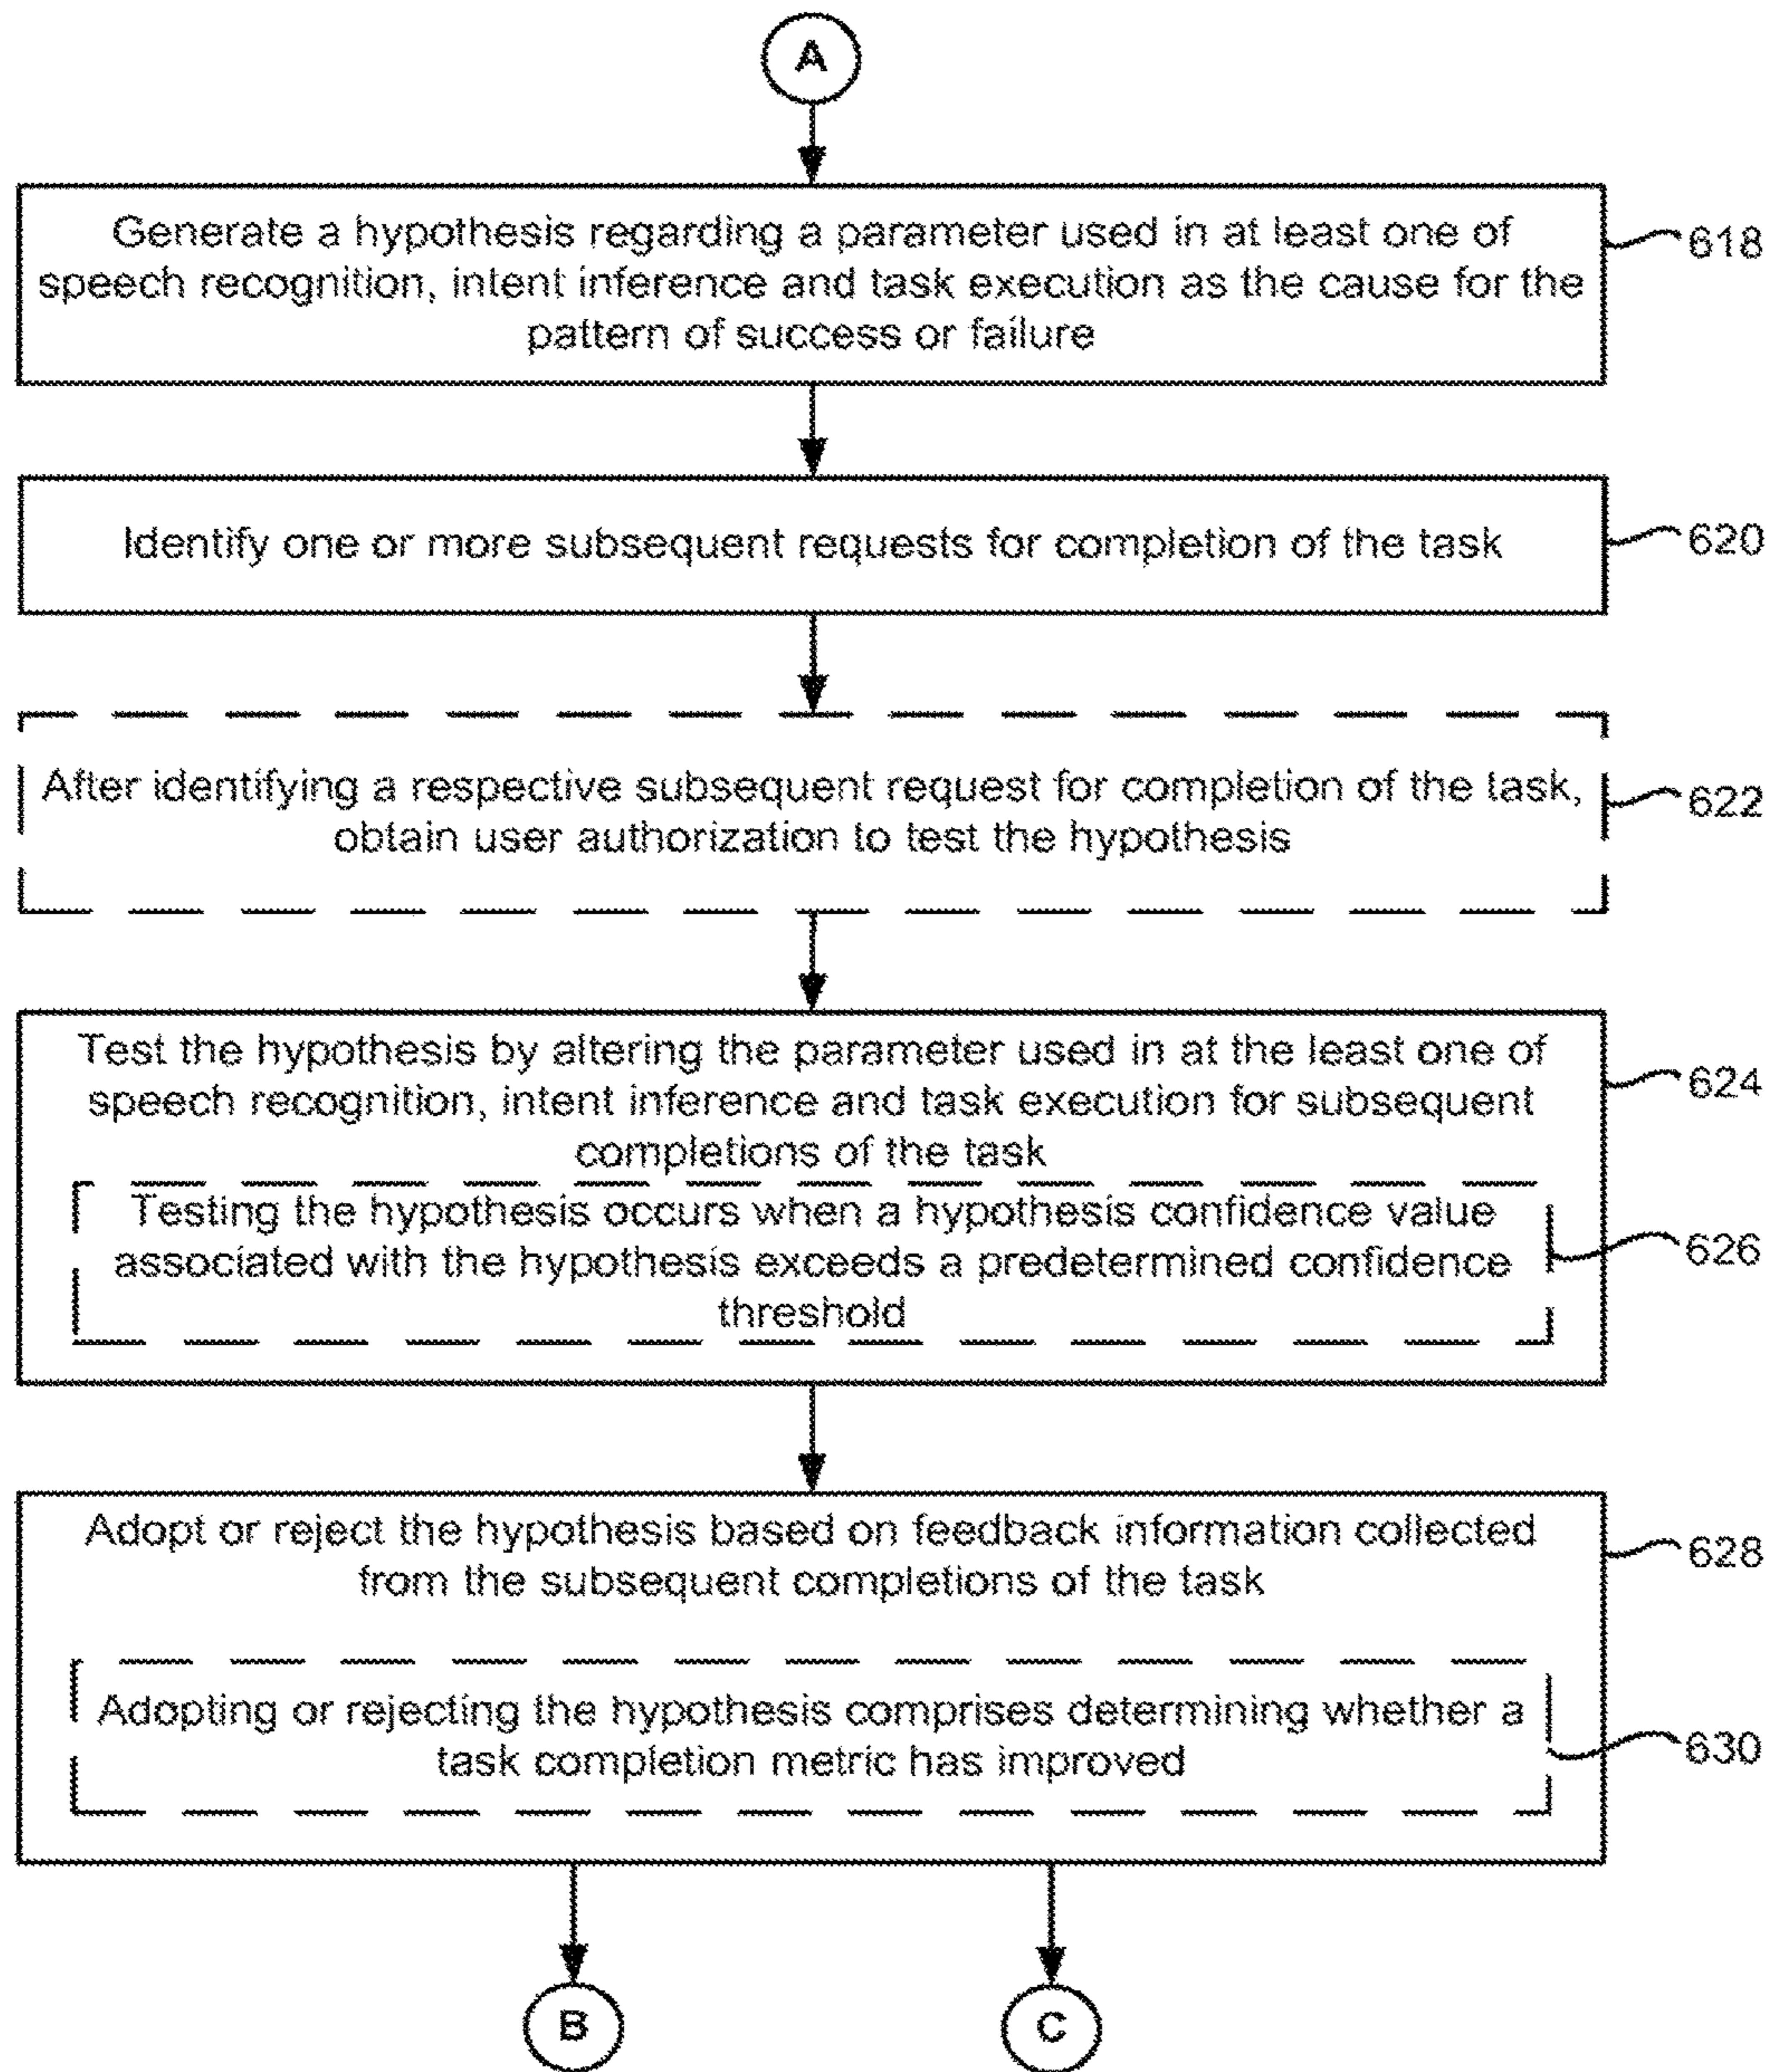 A
Generate a hypothesis regarding a parameter used in at least one of
speech recognition, intent inference and task execution as the cause for the
pattern of success or failure
618
Identify one or more subsequent requests for completion of the task
620
After identifying a respective subsequent request for completion of the task,
obtain user authorization to test the hypothesis
622
Test the hypothesis by altering the parameter used in at the least one of
speech recognition, intent inference and task execution for subsequent
completions of the task
624
Testing the hypothesis occurs when a hypothesis confidence value
associated with the hypothesis exceeds a predetermined confidence
threshold
626
Adopt or reject the hypothesis based on feedback information collected
from the subsequent completions of the task
628
Adopting or rejecting the hypothesis comprises determining whether a
task completion metric has improved
630
B
C